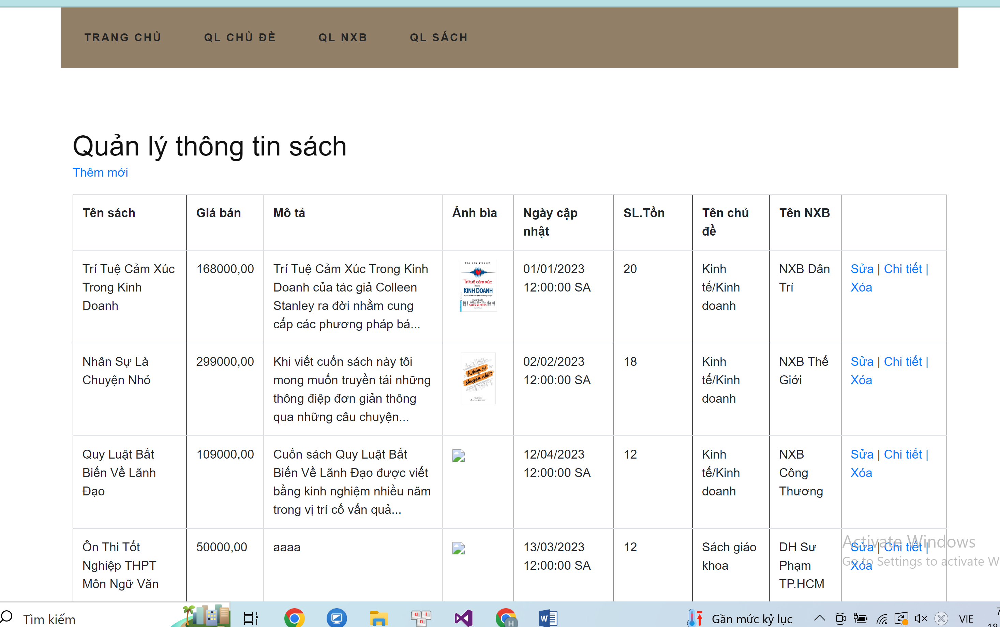 TRANG CHỦ QL CHỦ ĐỀ QL NXB QL SÁCH
Quản lý thông tin sách
Thêm mới
Tên sách Giá bán Mô tả Ảnh bìa Ngày cập nhật SL.Tồn Tên chủ đề Tên NXB
Trí Tuệ Cảm Xúc
Trong Kinh
Doanh
168000,00
Trí Tuệ Cảm Xúc Trong Kinh
Doanh của tác giả Colleen
Stanley ra đời nhằm cung
cấp các phương pháp bá...
COLLEEN STANLEY
Trí tuệ cảm xúc
trong
KINH DOANH
EMOTIONAL
INTELLIGENCE for
SALES SUCCESS
01/01/2023
12:00:00 SA
20
Kinh
tế/Kinh
doanh
NXB Dân
Trí
Sửa | Chi tiết |
Xóa
Nhân Sự Là
Chuyện Nhỏ
299000,00
Khi viết cuốn sách này tôi
mong muốn truyền tải những
thông điệp đơn giản thông
qua những câu chuyện...
Nhân sự
là
chuyện nhỏ!?
02/02/2023
12:00:00 SA
18
Kinh
tế/Kinh
doanh
NXB Thế
Giới
Sửa | Chi tiết |
Xóa
Quy Luật Bất
Biến Về Lãnh
Đạo
109000,00
Cuốn sách Quy Luật Bất
Biến Về Lãnh Đạo được viết
bằng kinh nghiệm nhiều năm
trong vị trí cố vấn quả...
12/04/2023
12:00:00 SA
12
Kinh
tế/Kinh
doanh
NXB
Công
Thương
Sửa | Chi tiết |
Xóa
Ôn Thi Tốt
Nghiệp THPT
Môn Ngữ Văn
50000,00
aaaa
13/03/2023
12:00:00 SA
12
Sách giáo
khoa
DH Sư
Phạm
TP.HCM
Sửa | Chi tiết |
Xóa
Activate Windows
Go to Settings to activate W
Tìm kiếm
u i n
H
W
Gần mức kỷ lục
VIE